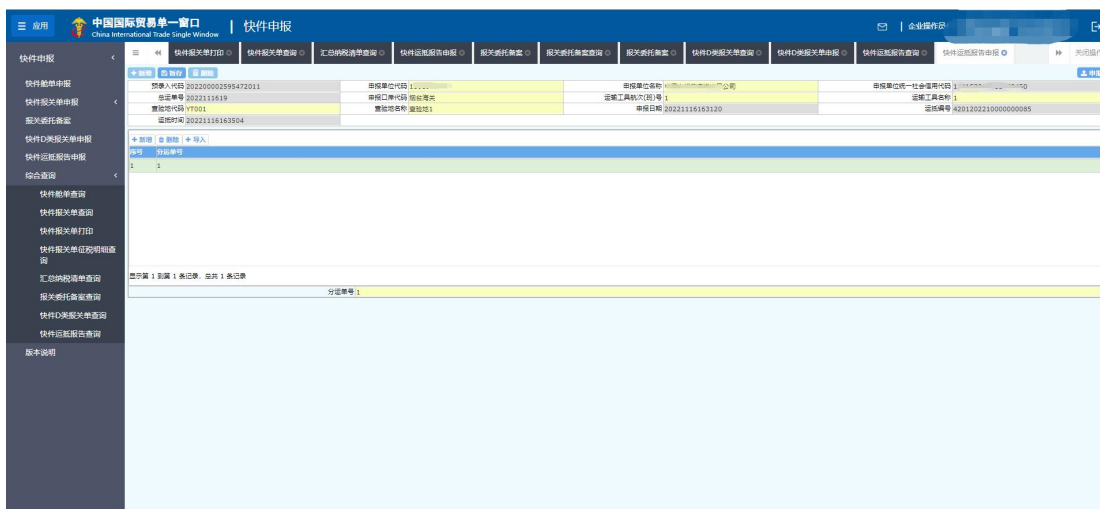 应用 中国国际贸易单一窗口 快件申报 企业操作员
China International Trade Single Window
快件申报
快件舱单申报
快件报关单申报
报关委托备案
快件D类报关单申报
快件运抵报告申报
综合查询
快件舱单查询
快件报关单查询
快件报关单打印
快件报关单征税明细查
询
汇总纳税清单查询
报关委托备案查询
快件D类报关单查询
快件运抵报告查询
版本说明
快件报关单打印 快件报关单查询 汇总纳税清单查询 快件运抵报告申报 报关委托备案 报关委托备案查询 报关委托备案 快件D类报关单查询 快件D类报关单申报 快件运抵报告查询 快件运抵报告申报 关闭操作
新增 暂存 删除 申报
预录入代码 202200002595472011 申报单位代码 申报单位名称 公司 申报单位统一社会信用代码
总运单号 2022111619 申报口岸代码 烟台海关 运输工具航次(班)号 1 运输工具名称 1
查验地代码 YT001 查验地名称 查验地1 申报日期 20221116163120 运抵编号 4201202210000000085
运抵时间 20221116163504
新增 删除 导入
序号 分运单号
1 1
显示第 1 到第 1 条记录，总共 1 条记录
分运单号 1